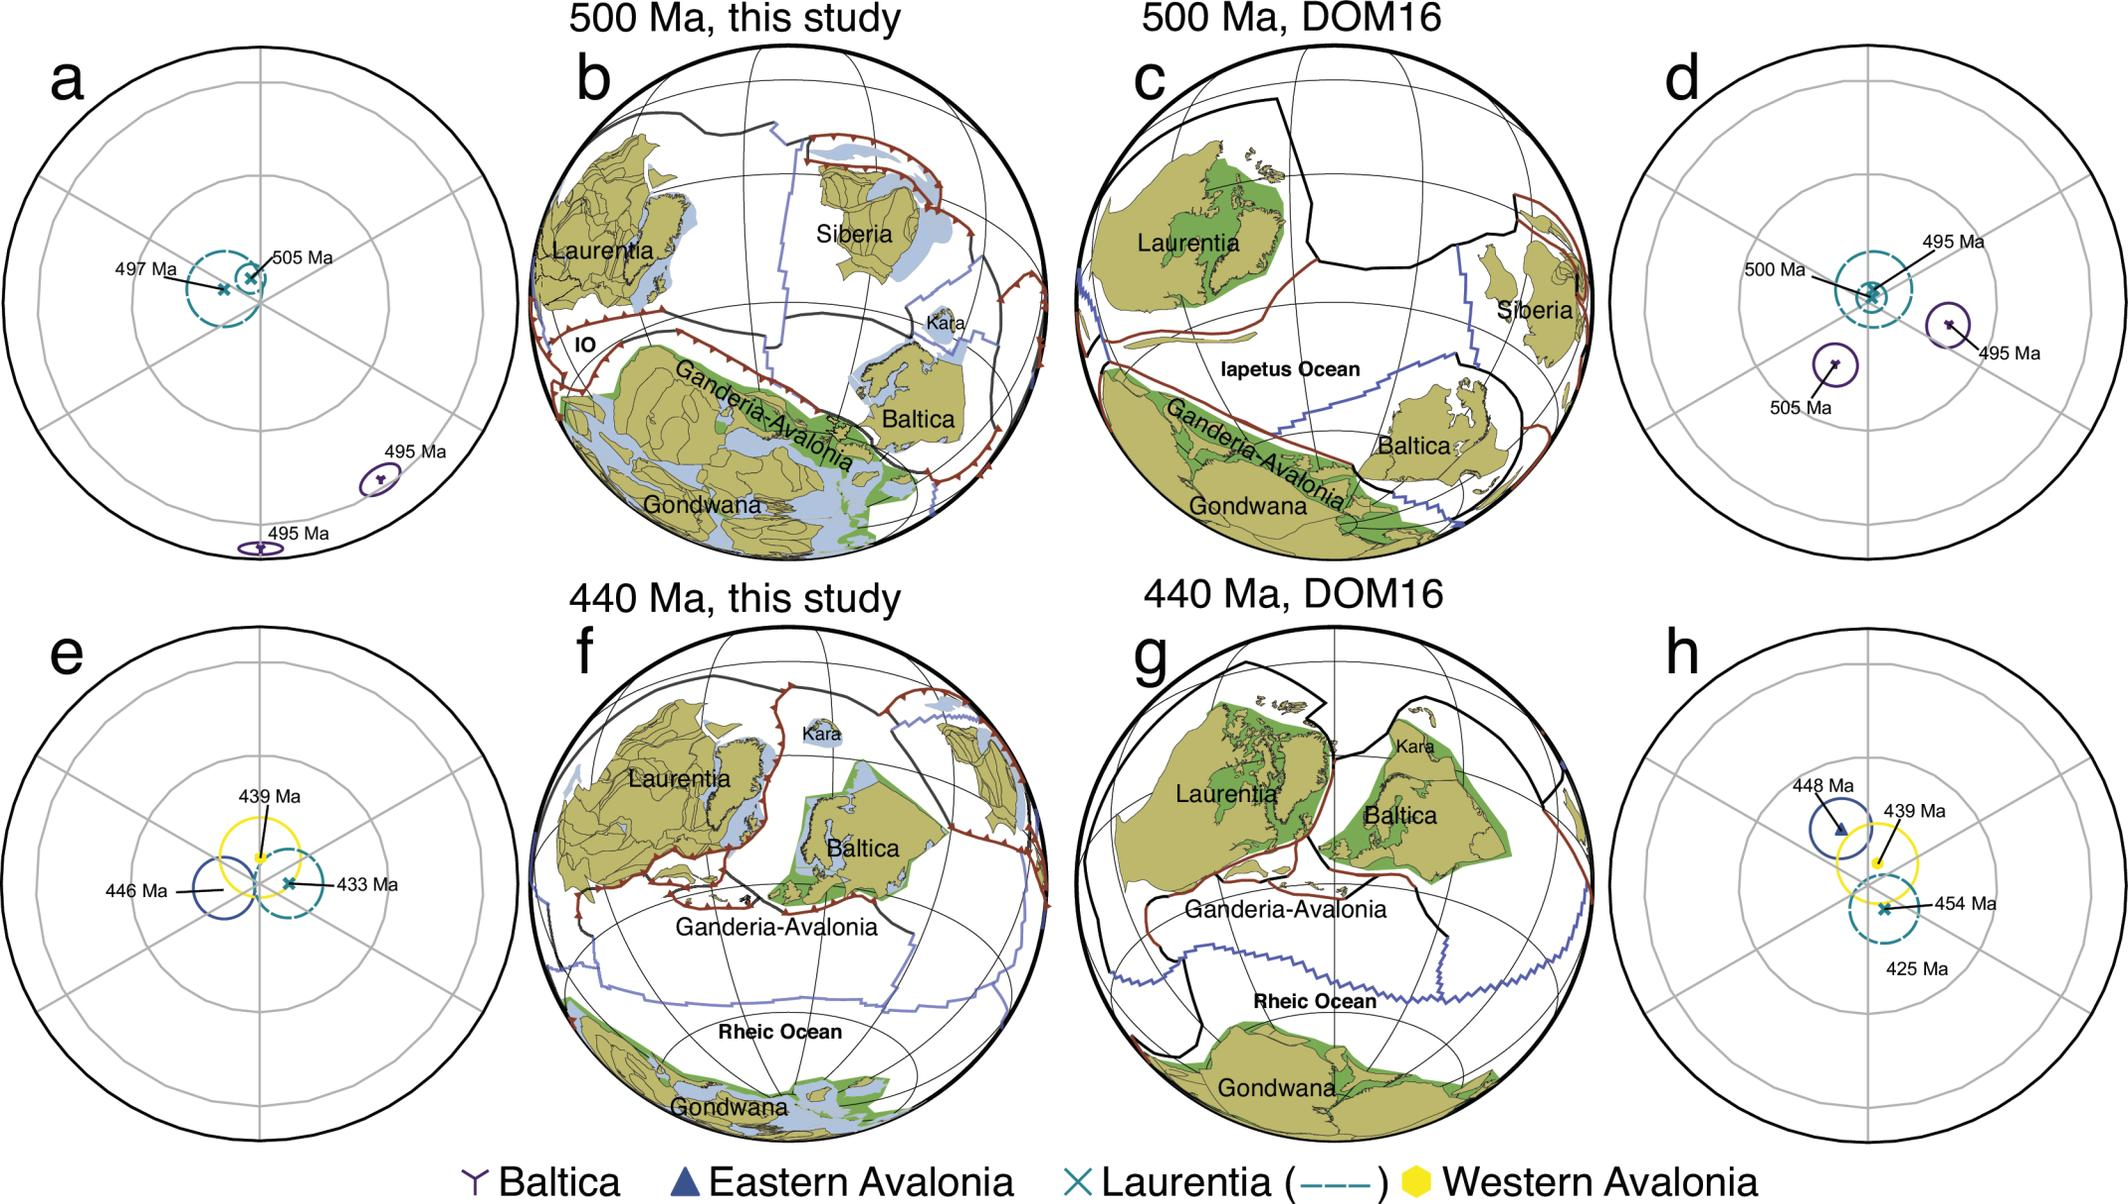 500 Ma, this study
500 Ma, DOM16
a
b
c
d
497 Ma
505 Ma
495 Ma
495 Ma
Laurentia
Siberia
Kara
IO
Ganderia-Avalonia
Baltica
Gondwana
Laurentia
Siberia
Iapetus Ocean
Ganderia-Avalonia
Baltica
Gondwana
495 Ma
500 Ma
495 Ma
505 Ma
440 Ma, this study
440 Ma, DOM16
e
f
g
h
439 Ma
446 Ma
433 Ma
Kara
Laurentia
Baltica
Ganderia-Avalonia
Rheic Ocean
Gondwana
Kara
Laurentia
Baltica
Ganderia-Avalonia
Rheic Ocean
Gondwana
448 Ma
439 Ma
454 Ma
425 Ma
Baltica Eastern Avalonia Laurentia (---) Western Avalonia